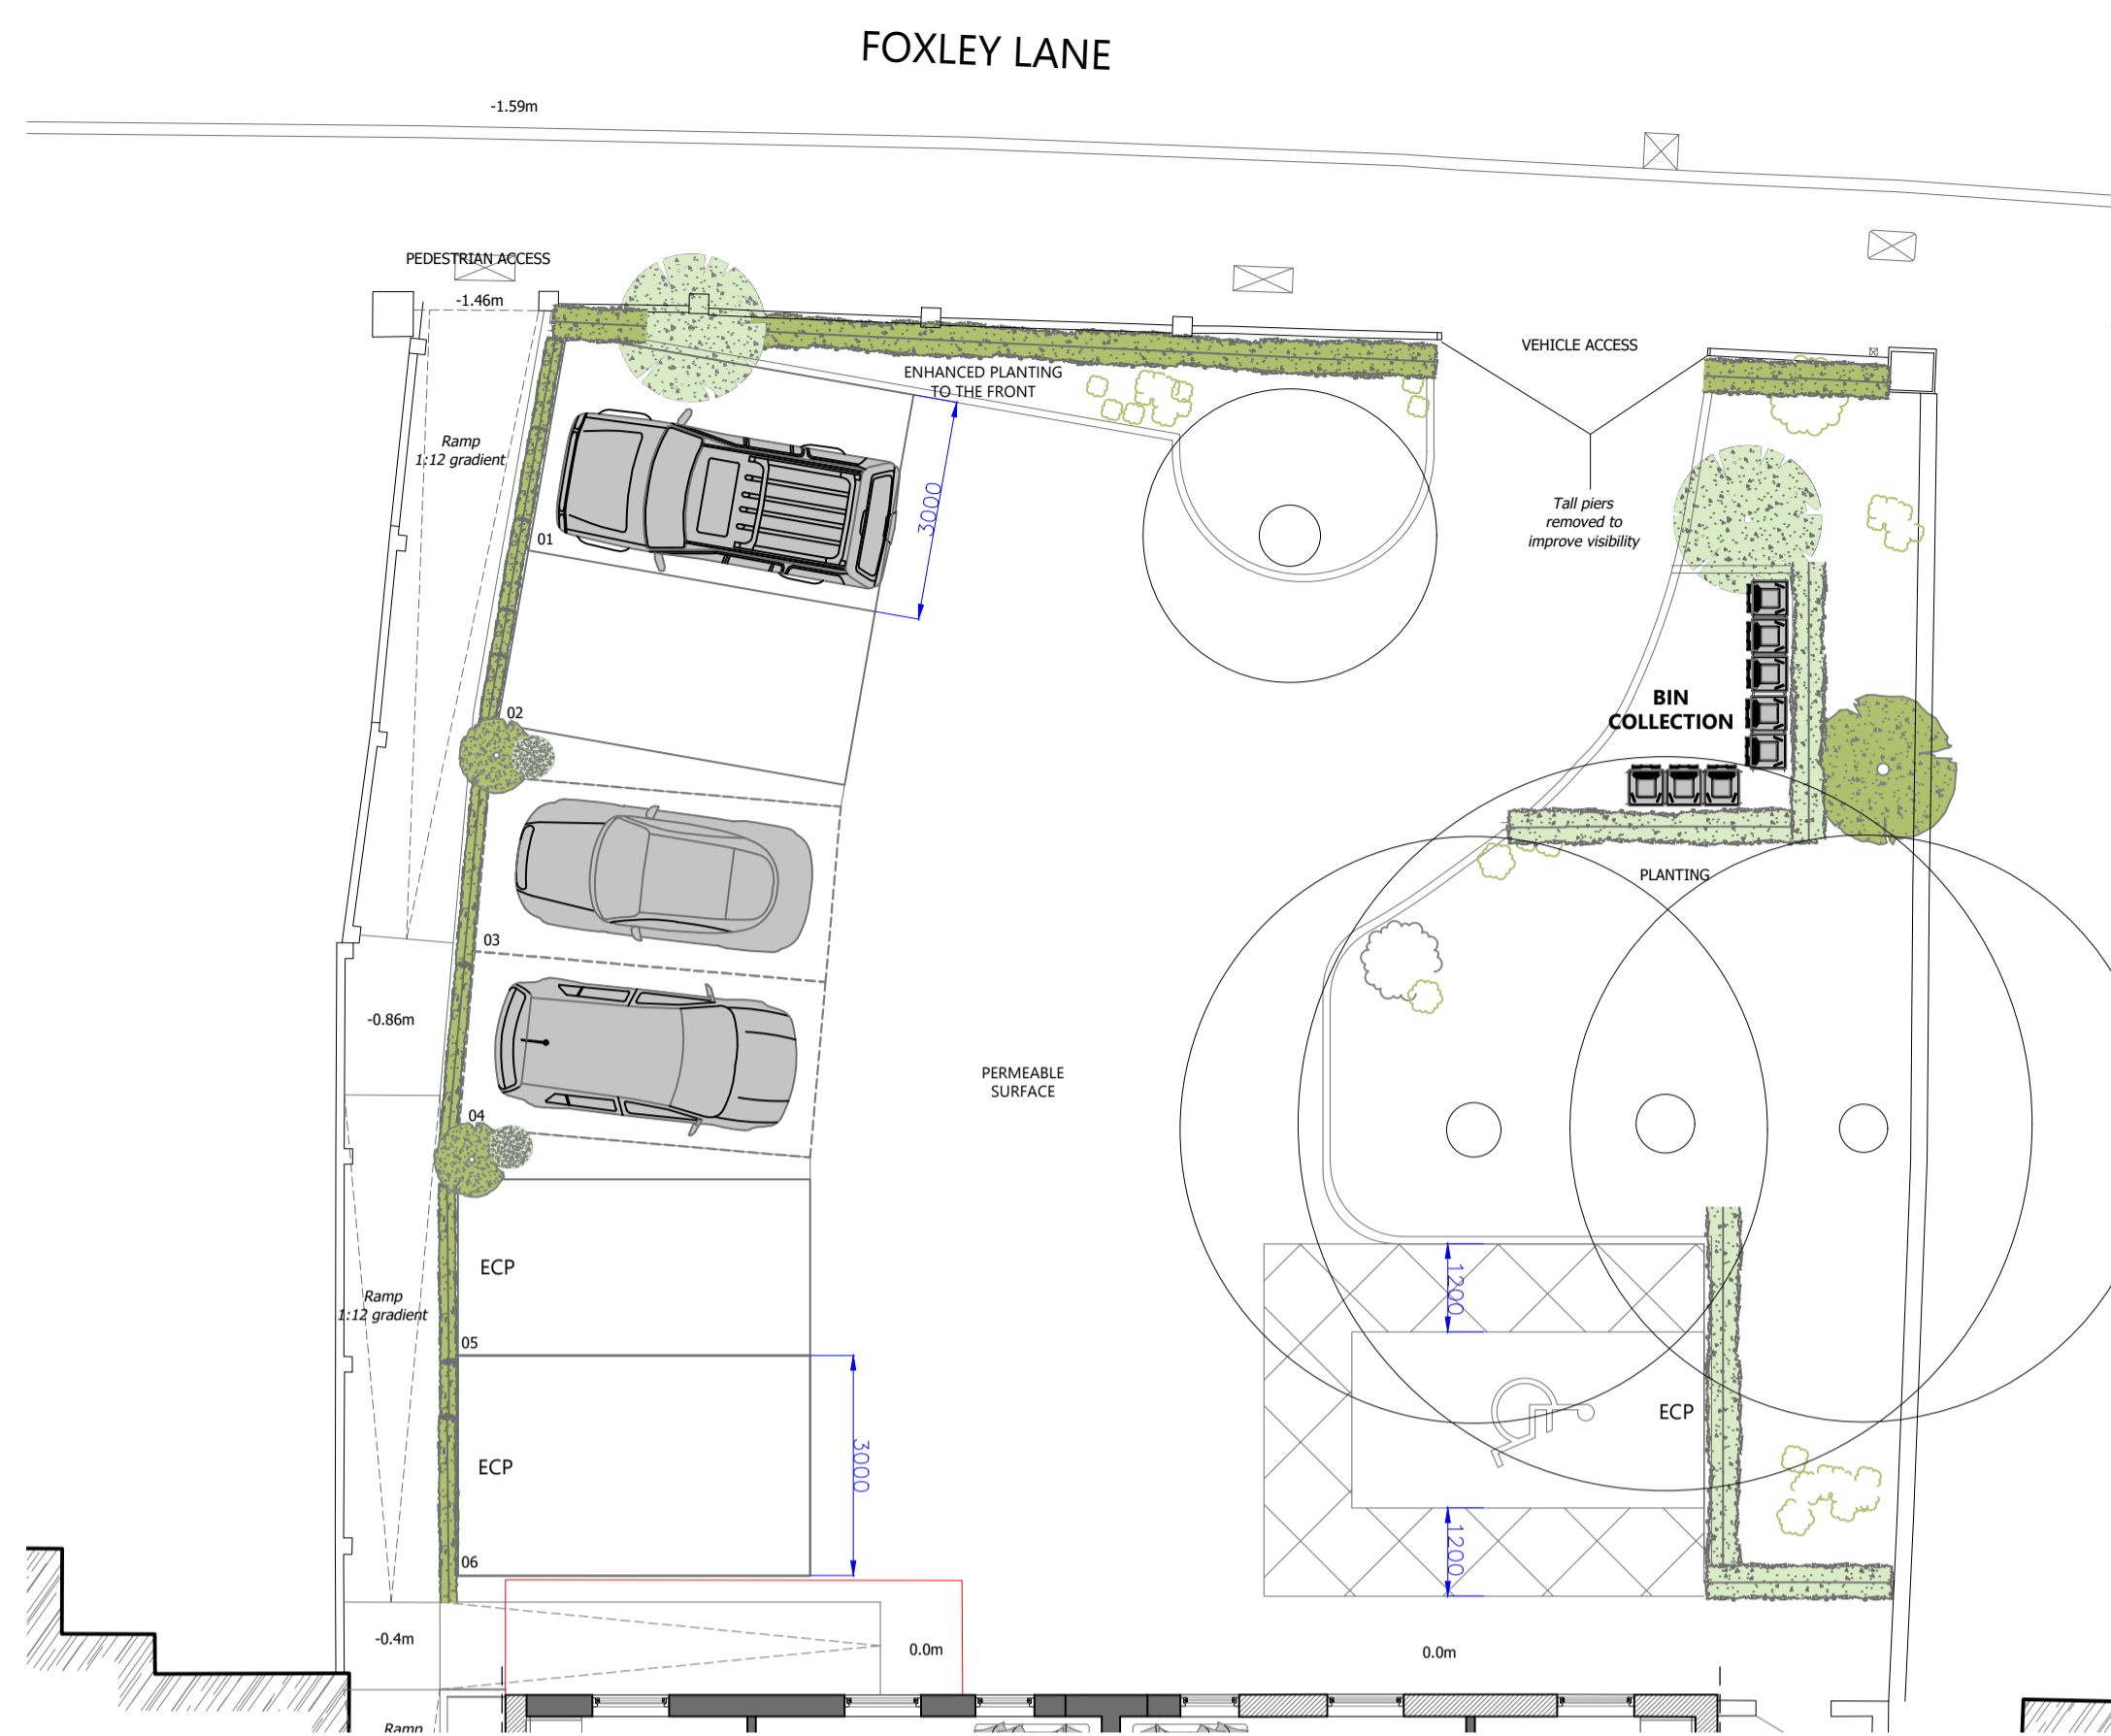 FOXLEY LANE
-1.59m
PEDESTRIAN ACCESS
-1.46m
VEHICLE ACCESS
ENHANCED PLANTING
TO THE FRONT
Ramp
1:12 gradient
3000
Tall piers
removed to
improve visibility
01
BIN
COLLECTION
02
PLANTING
03
-0.86m
PERMEABLE
SURFACE
04
ECP
1200
Ramp
1:12 gradient
05
ECP
ECP
3000
1200
06
-0.4m
0.0m
0.0m
Ramp